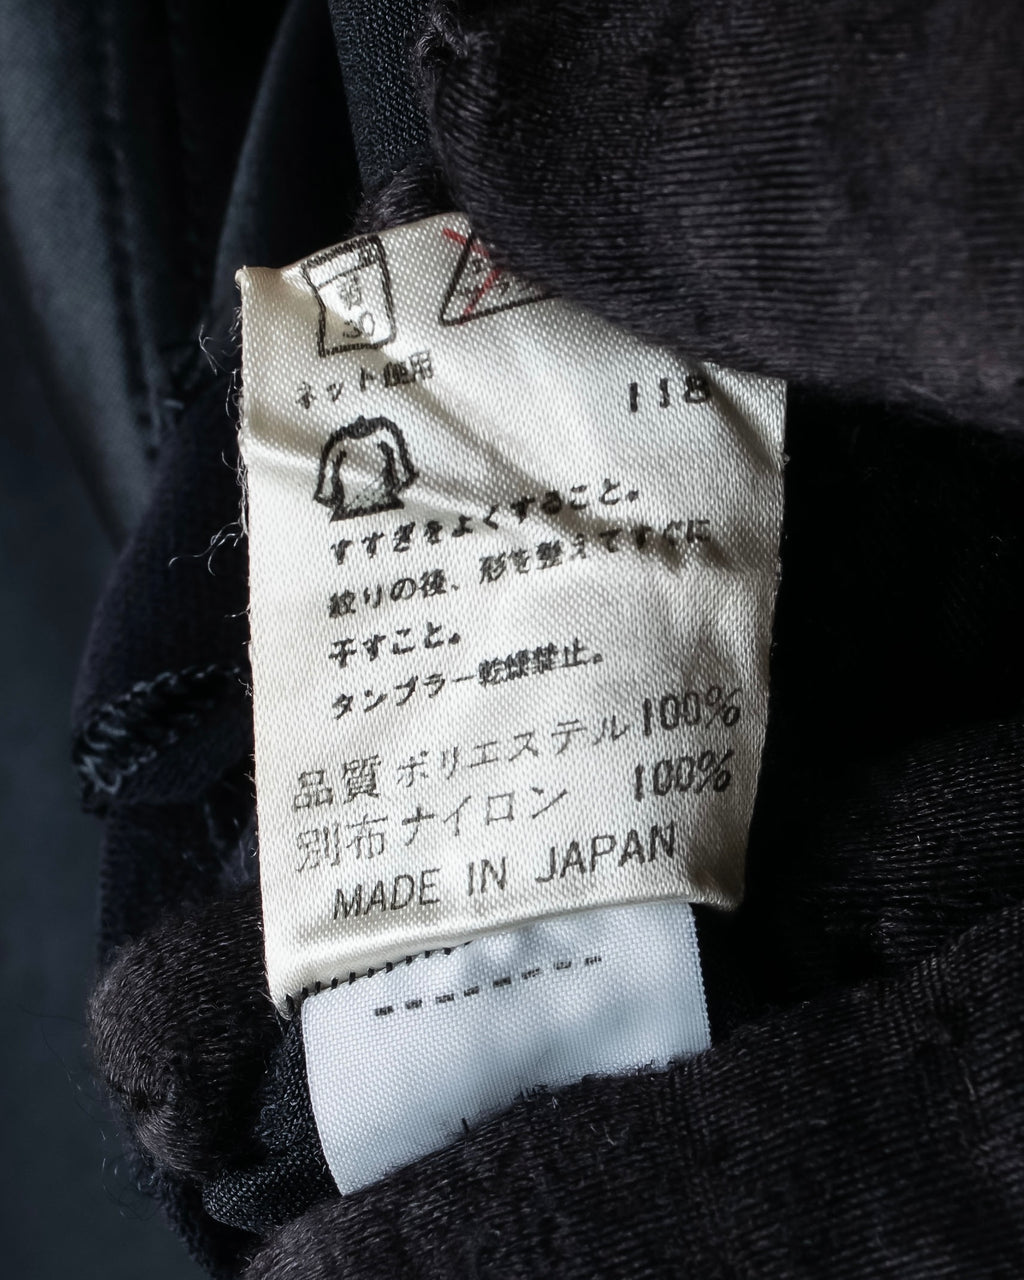 30
ネット使用
118
すすぎをよくすること。
絞りの後、形を整えてすぐに
干すこと。
タンブラー乾燥禁止。
品質 ポリエステル 100%
別布 ナイロン 100%
MADE IN JAPAN